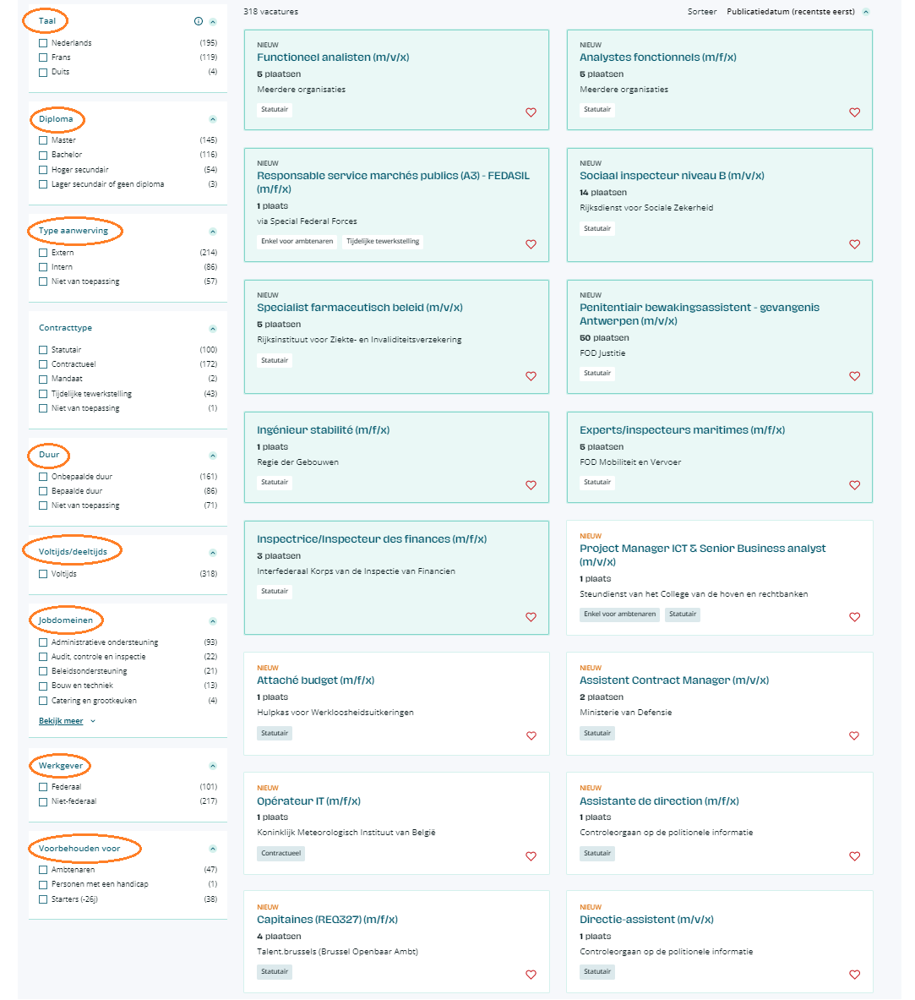 Taal
Nederlands (195)
Frans (119)
Duits (4)
Diploma
Master (145)
Bachelor (116)
Hoger secundair (54)
Lager secundair of geen diploma (3)
Type aanwerving
Extern (214)
Intern (86)
Niet van toepassing (57)
Contracttype
Statutair (100)
Contractueel (172)
Mandaat (2)
Tijdelijke tewerkstelling (43)
Niet van toepassing (1)
Duur
Onbepaalde duur (161)
Bepaalde duur (86)
Niet van toepassing (71)
Voltijds/deeltijds
Voltijds (318)
Jobdomeinen
Administratieve ondersteuning (93)
Audit, controle en inspectie (22)
Beleidsondersteuning (21)
Bouw en techniek (13)
Catering en grootkeuken (4)
Bekijk meer
Werkgever
Federaal (101)
Niet-federaal (217)
Voorbehouden voor
Ambtenaren (47)
Personen met een handicap (1)
Starters (-26j) (38)
318 vacatures
Sorteer Publicatiedatum (recentste eerst)
NIEUW
Functioneel analisten (m/v/x)
5 plaatsen
Meerdere organisaties
Statutair
NIEUW
Analystes fonctionnels (m/f/x)
5 plaatsen
Meerdere organisaties
Statutair
NIEUW
Responsable service marchés publics (A3) - FEDASIL
(m/f/x)
1 plaats
via Special Federal Forces
Enkel voor ambtenaren Tijdelijke tewerkstelling
NIEUW
Sociaal inspecteur niveau B (m/v/x)
14 plaatsen
Rijksdienst voor Sociale Zekerheid
Statutair
NIEUW
Specialist farmaceutisch beleid (m/v/x)
5 plaatsen
Rijksinstituut voor Ziekte- en Invaliditeitsverzekering
Statutair
NIEUW
Penitentiair bewakingsassistent - gevangenis
Antwerpen (m/v/x)
50 plaatsen
FOD Justitie
Statutair
Ingénieur stabilité (m/f/x)
1 plaats
Regie der Gebouwen
Statutair
Experts/inspecteurs maritimes (m/f/x)
5 plaatsen
FOD Mobiliteit en Vervoer
Statutair
Inspectrice/Inspecteur des finances (m/f/x)
3 plaatsen
Interfederaal Korps van de Inspectie van Financien
Statutair
NIEUW
Project Manager ICT & Senior Business analyst
(m/v/x)
1 plaats
Steundienst van het College van de hoven en rechtbanken
Enkel voor ambtenaren Statutair
NIEUW
Attaché budget (m/f/x)
1 plaats
Hulpkas voor Werkloosheidsuitkeringen
Statutair
NIEUW
Assistent Contract Manager (m/v/x)
2 plaatsen
Ministerie van Defensie
Statutair
NIEUW
Opérateur IT (m/f/x)
1 plaats
Koninklijk Meteorologisch Instituut van België
Contractueel
NIEUW
Assistante de direction (m/f/x)
1 plaats
Controleorgaan op de politionele informatie
Statutair
NIEUW
Capitaines (REQ327) (m/f/x)
4 plaatsen
Talent.brussels (Brussel Openbaar Ambt)
Statutair
NIEUW
Directie-assistent (m/v/x)
1 plaats
Controleorgaan op de politionele informatie
Statutair